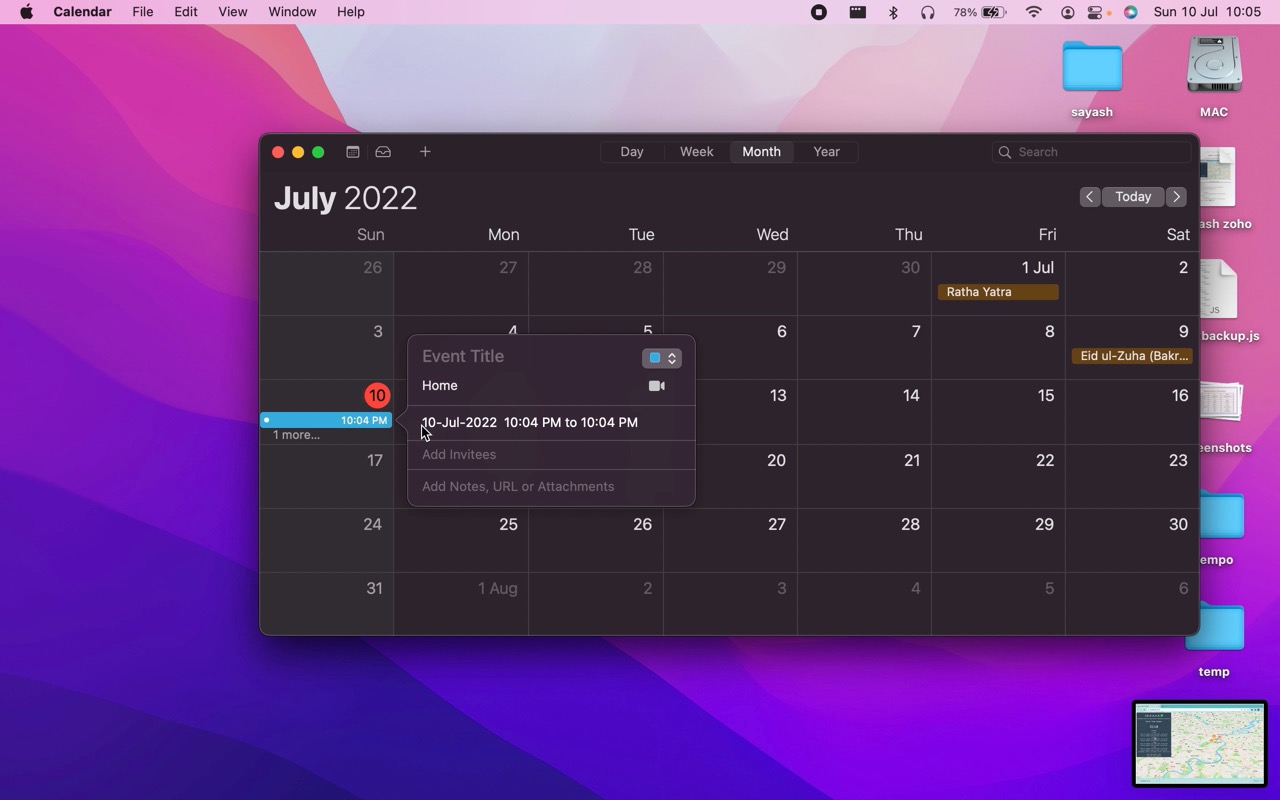 Calendar File Edit View Window Help 78% Sun 10 Jul 10:05
sayash MAC
Day Week Month Year Search
July 2022 Today
ash zoho
Sun Mon Tue Wed Thu Fri Sat
26 27 28 29 30 1 Jul 2
Ratha Yatra
JS
backup.js
3 4 5 6 7 8 9
Eid ul-Zuha (Bakr...
Event Title
Home
10 13 14 15 16
10:04 PM
1 more...
10-Jul-2022 10:04 PM to 10:04 PM
Add Invitees
eenshots
17 20 21 22 23
Add Notes, URL or Attachments
24 25 26 27 28 29 30
empo
31 1 Aug 2 3 4 5 6
temp